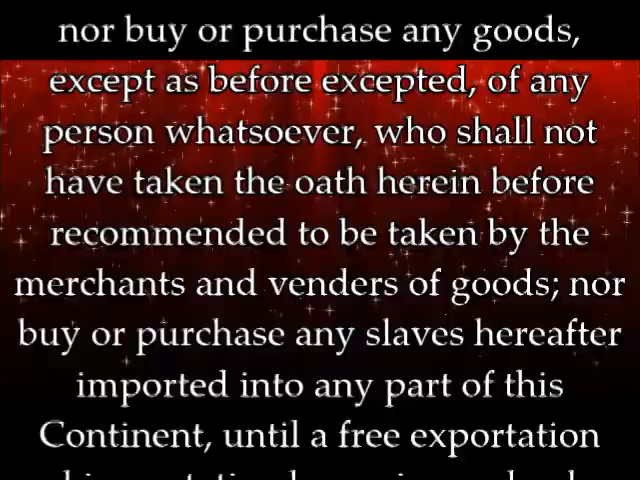 nor buy or purchase any goods,
except as before excepted, of any
person whatsoever, who shall not
have taken the oath herein before
recommended to be taken by the
merchants and venders of goods; nor
buy or purchase any slaves hereafter
imported into any part of this
Continent, until a free exportation